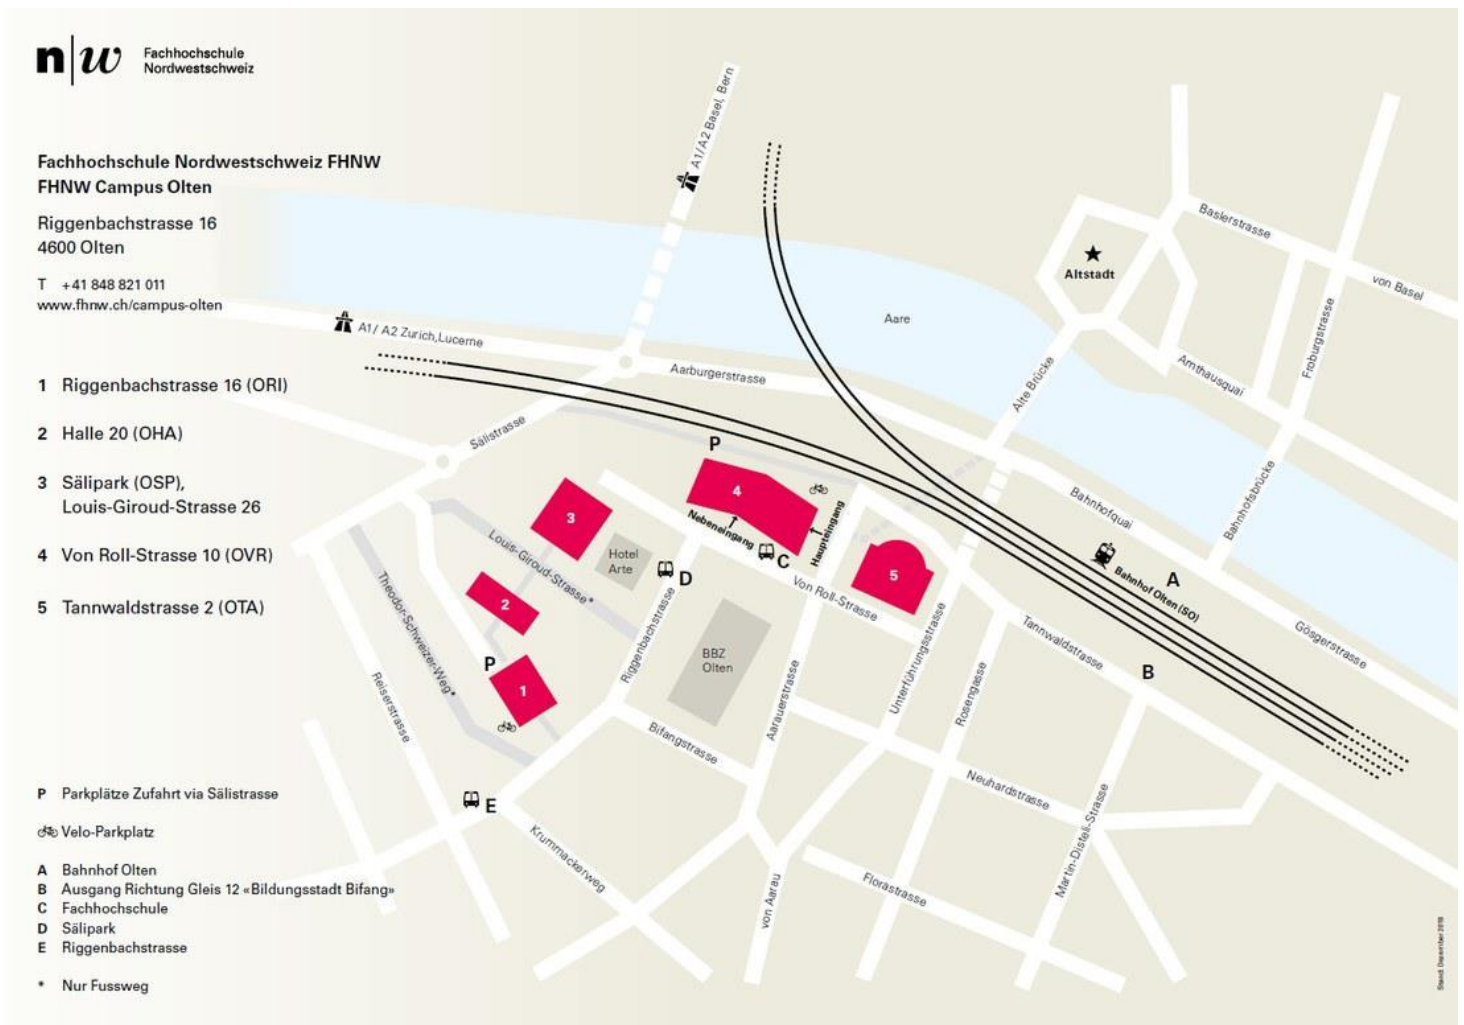 n|w Fachhochschule
Nordwestschweiz
Fachhochschule Nordwestschweiz FHNW
FHNW Campus Olten
Riggenbachstrasse 16
4600 Olten
T +41 848 821 011
www.fhnw.ch/campus-olten
1 Riggenbachstrasse 16 (ORI)
2 Halle 20 (OHA)
3 Sälipark (OSP),
Louis-Giroud-Strasse 26
4 Von Roll-Strasse 10 (OVR)
5 Tannwaldstrasse 2 (OTA)
P Parkplätze Zufahrt via Sälistrasse
Velo-Parkplatz
A Bahnhof Olten
B Ausgang Richtung Gleis 12 «Bildungsstadt Bifang»
C Fachhochschule
D Sälipark
E Riggenbachstrasse
* Nur Fussweg
A1/A2 Basel, Bern
A1/A2 Zurich,Lucerne
Aarburgerstrasse
Aare
Altstadt
Baslerstrasse
von Basel
Froburgstrasse
Amthausquai
Alte Brücke
Bahnhofsbrücke
Bahnhofquai
Bahnhof Olten (SO)
A
Gösgerstrasse
B
Sälistrasse
P
4
Nebeneingang
Haupteingang
C
Von Roll-Strasse
5
3
Hotel
Arte
D
Louis-Giroud-Strasse*
2
P
1
Theodor-Schweizer-Weg*
Reiserstrasse
Riggenbachstrasse
BBZ
Olten
Aarauerstrasse
Unterführungsstrasse
Rosengasse
Tannwaldstrasse
Bifangstrasse
Neuhardstrasse
Martin-Disteli-Strasse
E
Krummackerweg
von Aarau
Florastrasse
Stand: Dezember 2018